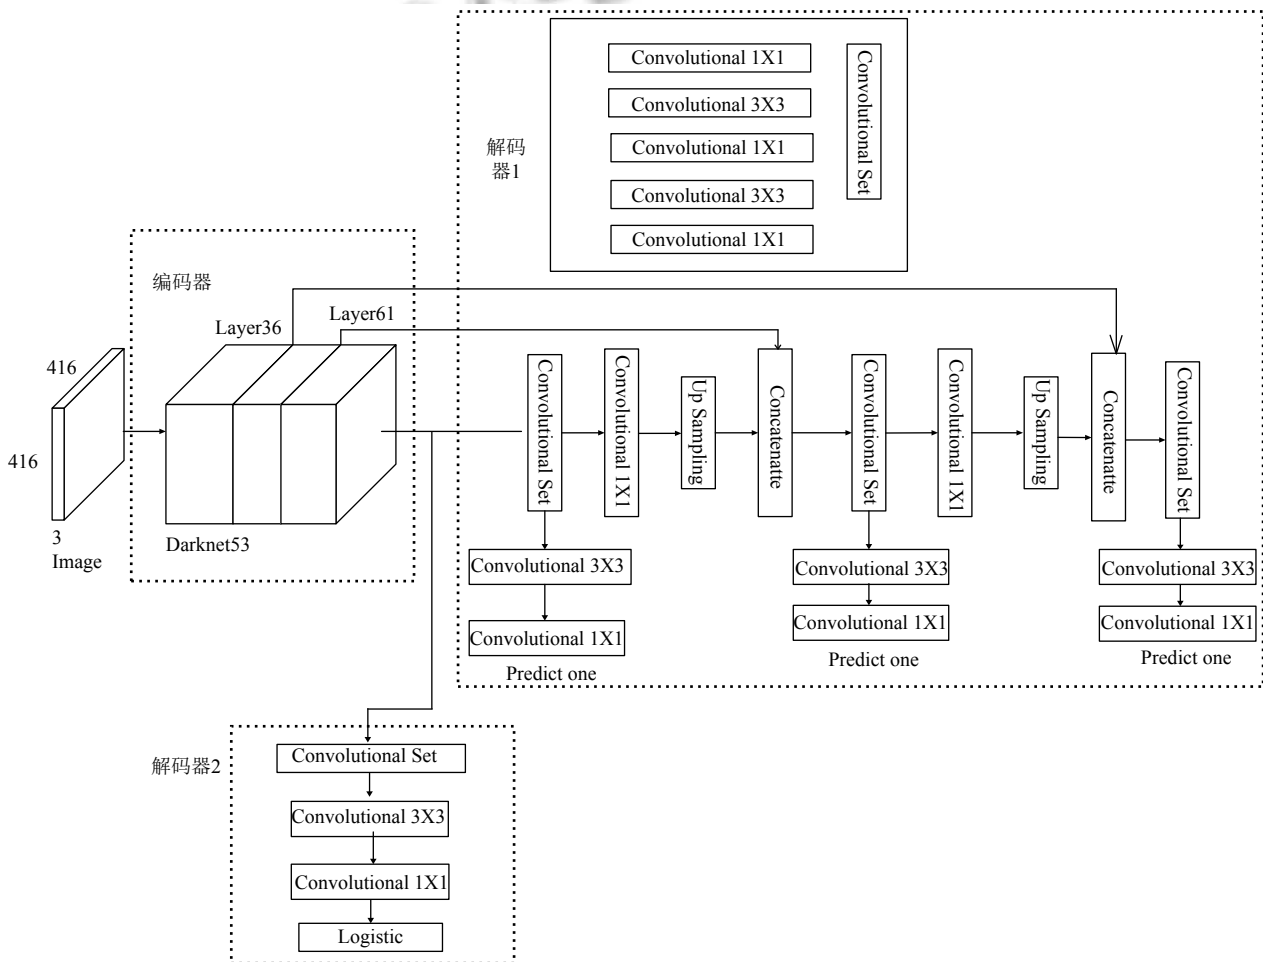 Convolutional 1X1
Convolutional 3X3
Convolutional 1X1
Convolutional 3X3
Convolutional 1X1
Convolutional Set
解码
器1
编码器
Layer36
Layer61
416
416
3
Image
Darknet53
Convolutional Set
Convolutional 1X1
Up Sampling
Concatenatte
Convolutional Set
Convolutional 1X1
Up Sampling
Concatenatte
Convolutional Set
Convolutional 3X3
Convolutional 1X1
Predict one
Convolutional 3X3
Convolutional 1X1
Predict one
Convolutional 3X3
Convolutional 1X1
Predict one
解码器2
Convolutional Set
Convolutional 3X3
Convolutional 1X1
Logistic